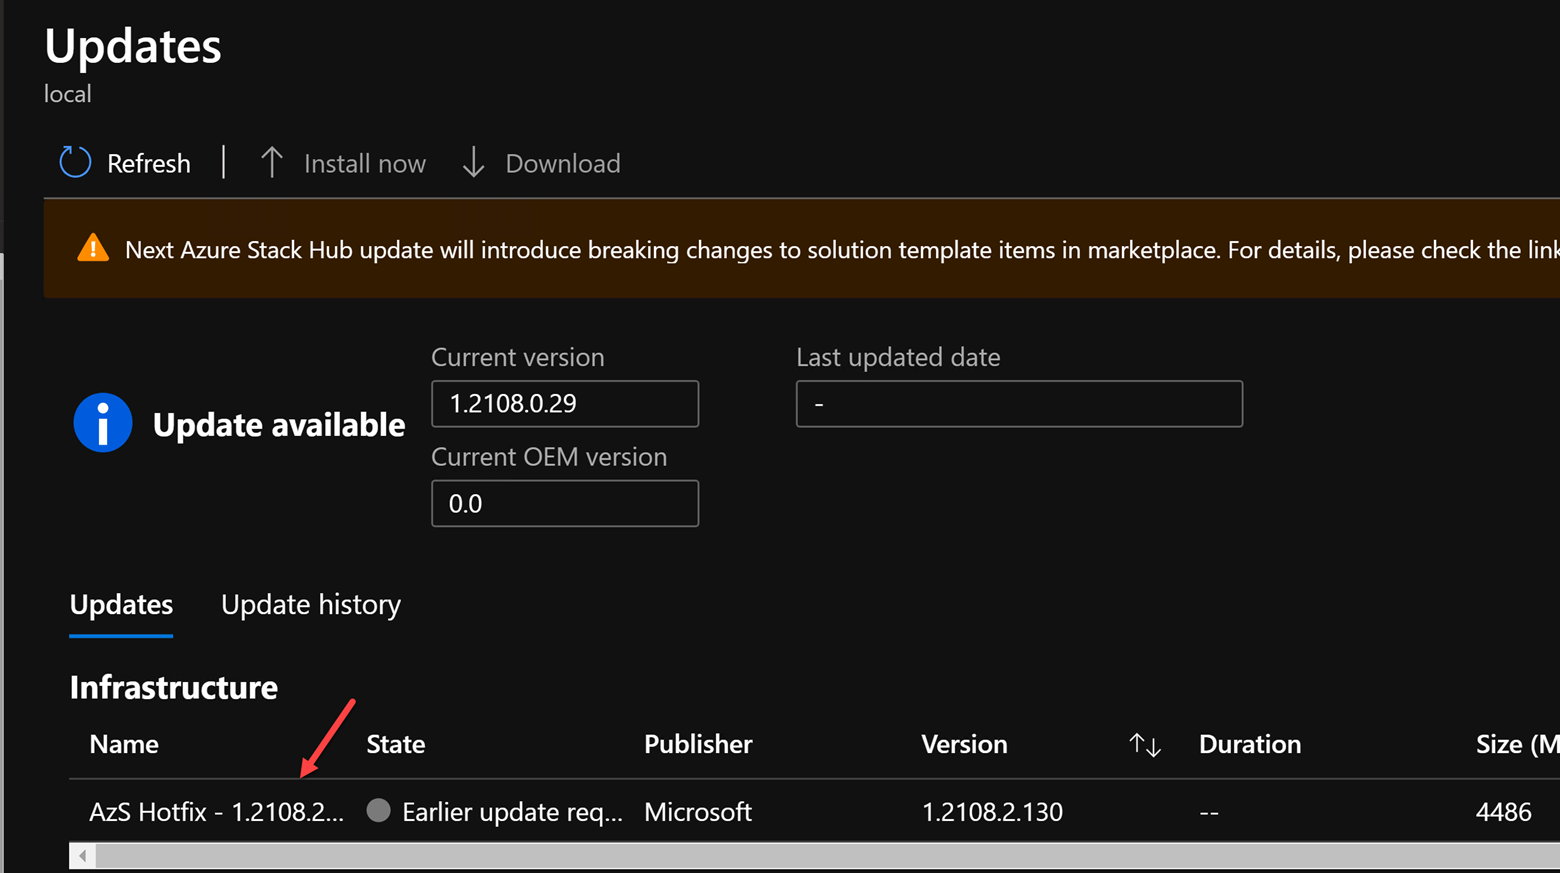 Updates
local
Refresh | Install now Download
Next Azure Stack Hub update will introduce breaking changes to solution template items in marketplace. For details, please check the link
Current version Last updated date
Update available 1.2108.0.29 -
Current OEM version
0.0
Updates Update history
Infrastructure
Name State Publisher Version Duration Size (M
AzS Hotfix - 1.2108.2... Earlier update req... Microsoft 1.2108.2.130 -- 4486